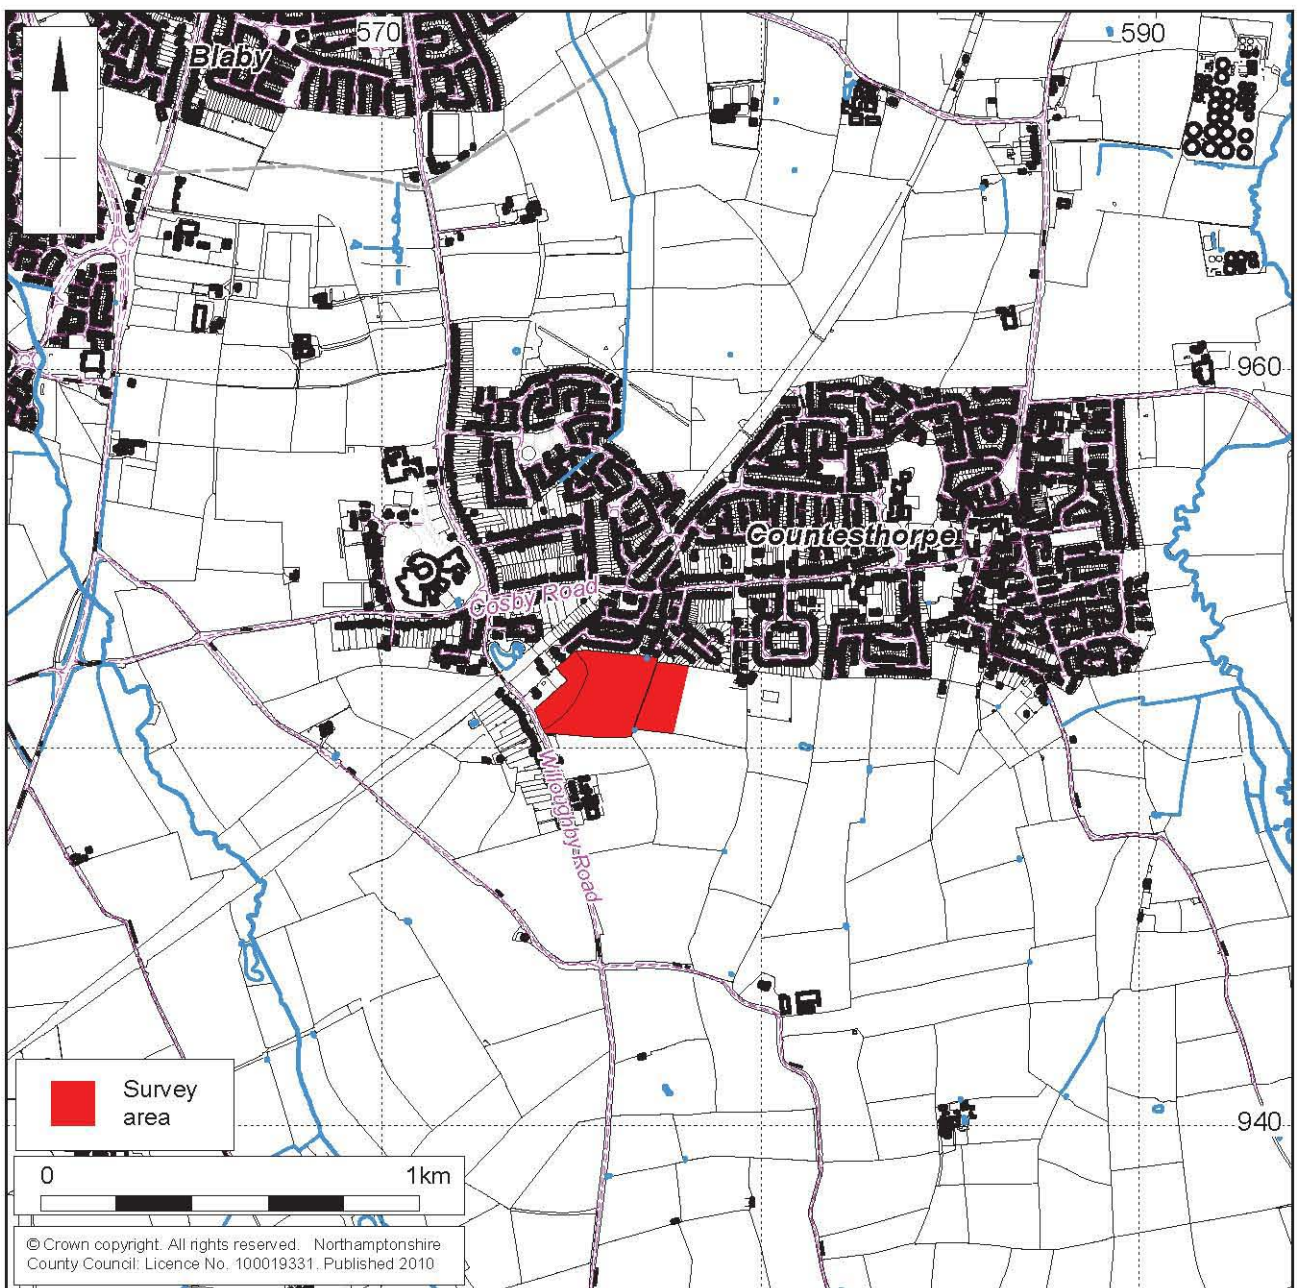 570
590
Blaby
960
Countesthorpe
Cosby Road
Willoughby Road
Survey
area
940
0 1km
© Crown copyright. All rights reserved. Northamptonshire
County Council: Licence No. 100019331. Published 2010